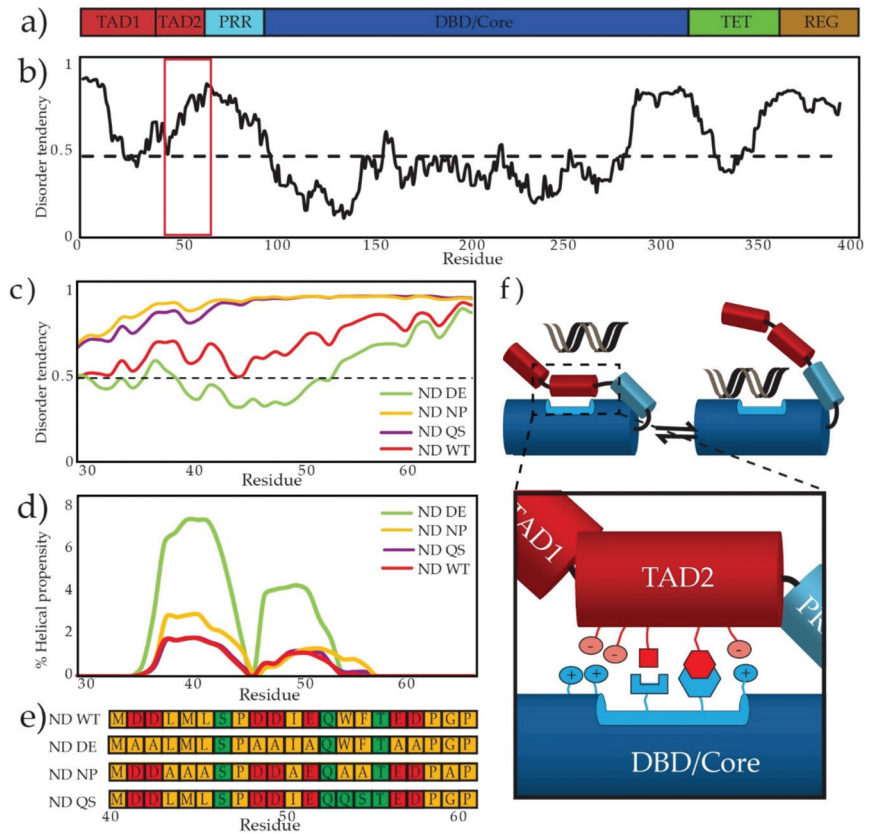 a)
TAD1 TAD2 PRR DBD/Core TET REG
b)
1
Disorder tendency
0.5
0
0 50 100 150 200 250 300 350 400
Residue
c)
1
Disorder tendency
0.5
0
ND DE
ND NP
ND QS
ND WT
30 40 50 60
Residue
d)
8
6
4
2
0
% Helical propensity
ND DE
ND NP
ND QS
ND WT
30 40 50 60
Residue
e)
ND WT M D D L M L S P D D I E Q W F T E D P G P
ND DE M A A L M L S P A A I A Q W F T A A P G P
ND NP M D D A A A S P D D A E Q A A T E D P A P
ND QS M D D L M L S P D D I E Q Q S T E D P G P
40 50 60
Residue
f)
TAD1
TAD2
PR
- - - 
+ + +
DBD/Core